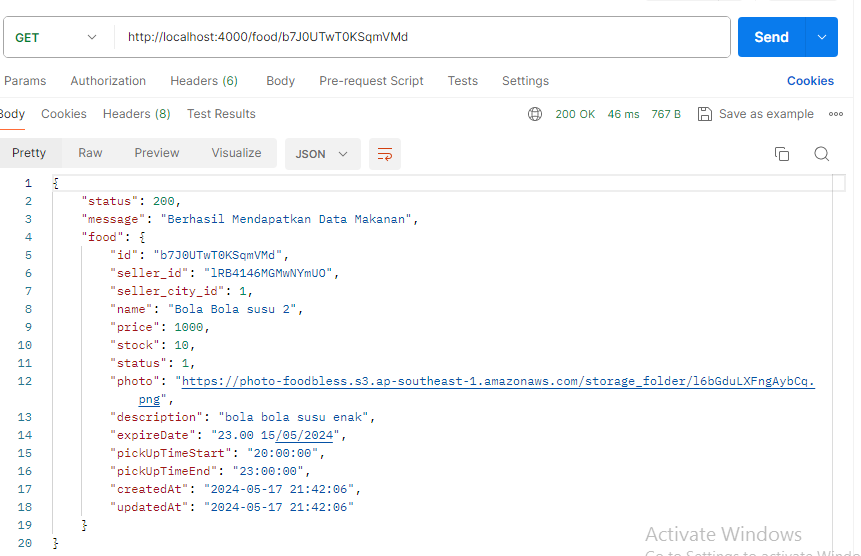 GET
http://localhost:4000/food/b7J0UTwT0KSqmVMd
Send
Params Authorization Headers (6) Body Pre-request Script Tests Settings Cookies
Body Cookies Headers (8) Test Results 200 OK 46 ms 767 B Save as example
Pretty Raw Preview Visualize JSON
1 {
2 "status": 200,
3 "message": "Berhasil Mendapatkan Data Makanan",
4 "food": {
5 "id": "b7J0UTwT0KSqmVMd",
6 "seller_id": "lRB4146MGMwNYmUO",
7 "seller_city_id": 1,
8 "name": "Bola Bola susu 2",
9 "price": 1000,
10 "stock": 10,
11 "status": 1,
12 "photo": "https://photo-foodbless.s3.ap-southeast-1.amazonaws.com/storage_folder/l6bGduLXFngAybCq.
png",
13 "description": "bola bola susu enak",
14 "expireDate": "23.00 15/05/2024",
15 "pickUpTimeStart": "20:00:00",
16 "pickUpTimeEnd": "23:00:00",
17 "createdAt": "2024-05-17 21:42:06",
18 "updatedAt": "2024-05-17 21:42:06"
19 }
20 }
Activate Windows
Go to Settings to activate Windo